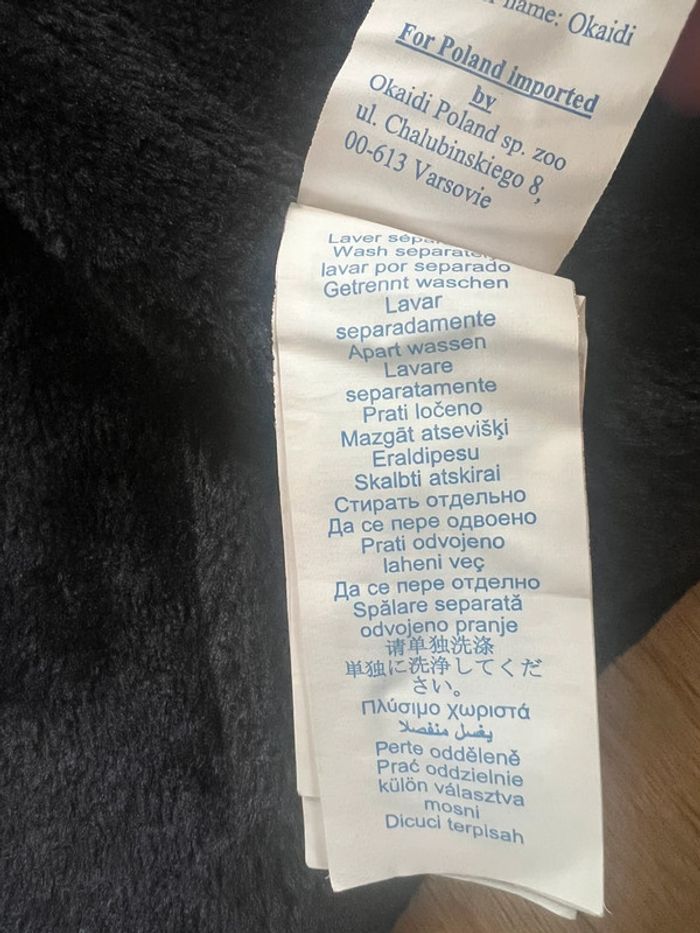 name: Okaidi
For Poland imported
by
Okaidi Poland sp. zoo
ul. Chalubinskiego 8,
00-613 Varsovie
Laver
Wash separately
lavar por separado
Getrennt waschen
Lavar
separadamente
Apart wassen
Lavare
separatamente
Prati ločeno
Mazgāt atsevišķi
Eraldipesu
Skalbti atskirai
Стирать отдельно
Да се пере одвоено
Prati odvojeno
laheni veç
Да се пере отделно
Spălare separată
odvojeno pranje
请单独洗涤
単独に洗浄してくだ
さい。
Πλύσιμο χωριστά
يغسل منفصلا
Perte odděleně
Prać oddzielnie
külön választva
mosni
Dicuci terpisah